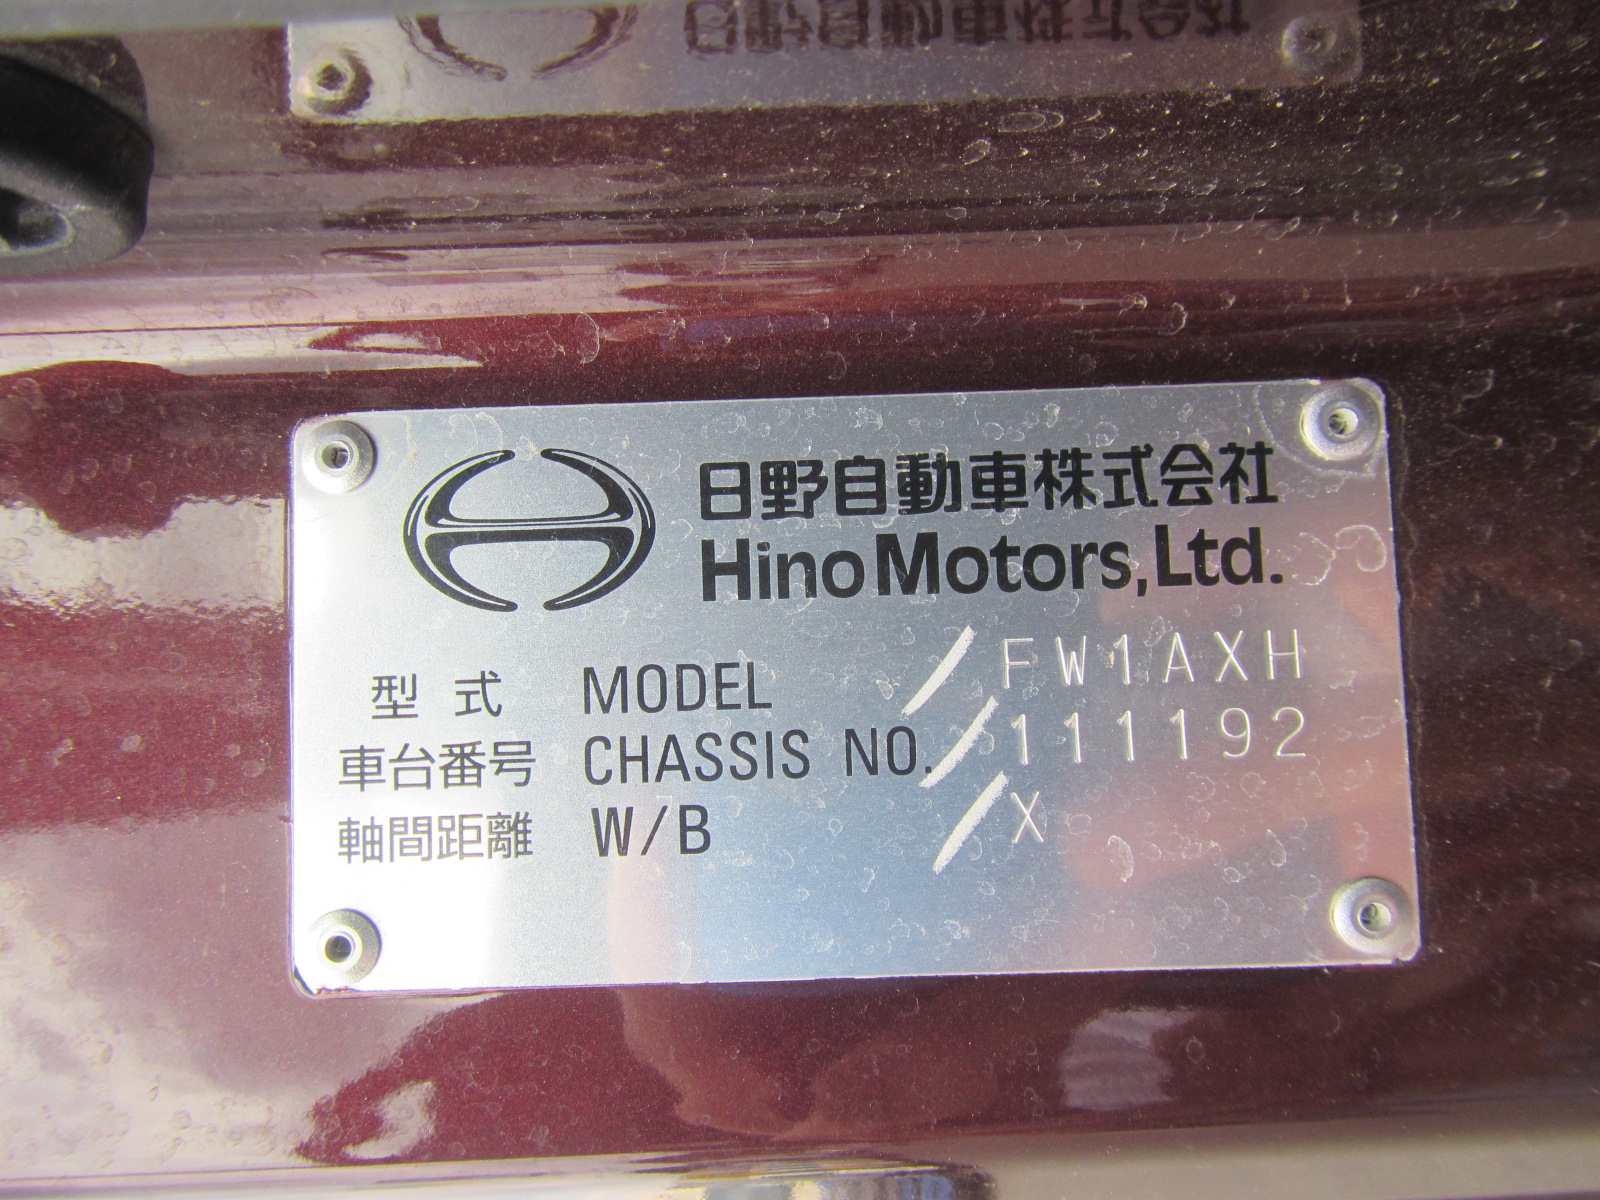 日野自動車株式会社
Hino Motors, Ltd.
型式 MODEL FW1AXH
車台番号 CHASSIS NO. 111192
軸間距離 W/B X